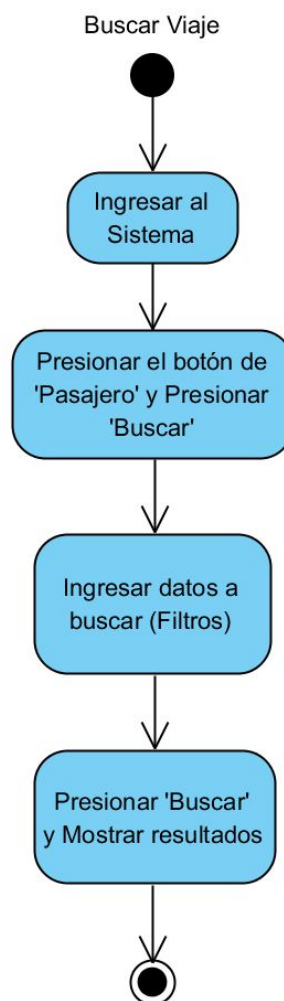 Buscar Viaje
Ingresar al
Sistema
Presionar el botón de
'Pasajero' y Presionar
'Buscar'
Ingresar datos a
buscar (Filtros)
Presionar 'Buscar'
y Mostrar resultados